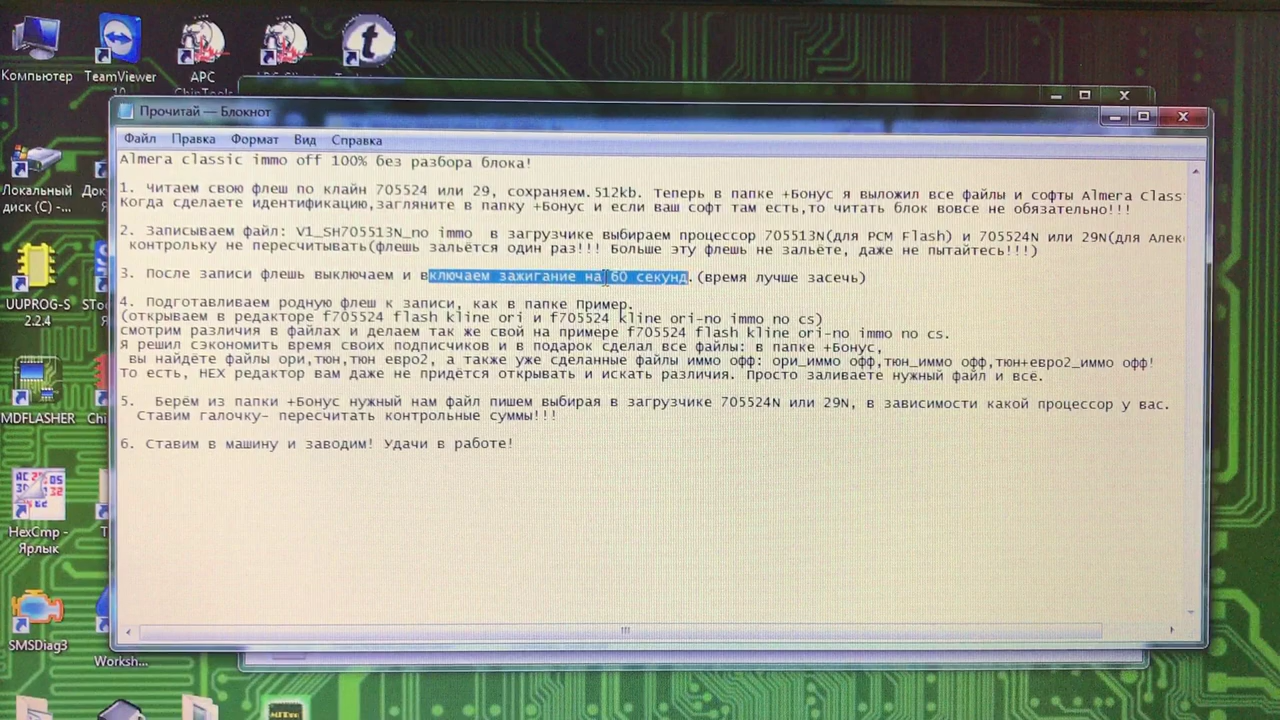 Компьютер
TeamViewer
10
APC
ChipTools
Прочитай — Блокнот
Файл Правка Формат Вид Справка
Almera classic immo off 100% без разбора блока!
1. Читаем свою флеш по клайн 705524 или 29, сохраняем.512kb. Теперь в папке +Бонус я выложил все файлы и софты Almera Class
Когда сделаете идентификацию,загляните в папку +Бонус и если ваш софт там есть,то читать блок вовсе не обязательно!!!
2. Записываем файл: V1_SH705513N_no immo в загрузчике выбираем процессор 705513N(для PCM Flash) и 705524N или 29N(для Алек
контрольку не пересчитывать(флешь зальётся один раз!!! Больше эту флешь не зальёте, даже не пытайтесь!!!)
3. После записи флешь выключаем и включаем зажигание на 60 секунд.(время лучше засечь)
4. Подготавливаем родную флеш к записи, как в папке Пример.
(открываем в редакторе f705524 flash kline ori и f705524 kline ori-no immo no cs)
смотрим различия в файлах и делаем так же свой на примере f705524 flash kline ori-no immo no cs.
Я решил сэкономить время своих подписчиков и в подарок сделал все файлы: в папке +Бонус,
вы найдёте файлы ори,тюн,тюн евро2, а также уже сделанные файлы иммо офф: ори_иммо офф,тюн_иммо офф,тюн+евро2_иммо офф!
То есть, HEX редактор вам даже не придётся открывать и искать различия. Просто заливаете нужный файл и всё.
5. Берём из папки +Бонус нужный нам файл пишем выбирая в загрузчике 705524N или 29N, в зависимости какой процессор у вас.
Ставим галочку- пересчитать контрольные суммы!!!
6. Ставим в машину и заводим! Удачи в работе!
Локальный
диск (C) -...
UUPROG-S
2.2.4
MDFLASHER
HexCmp -
Ярлык
SMSDiag3
Worksh...